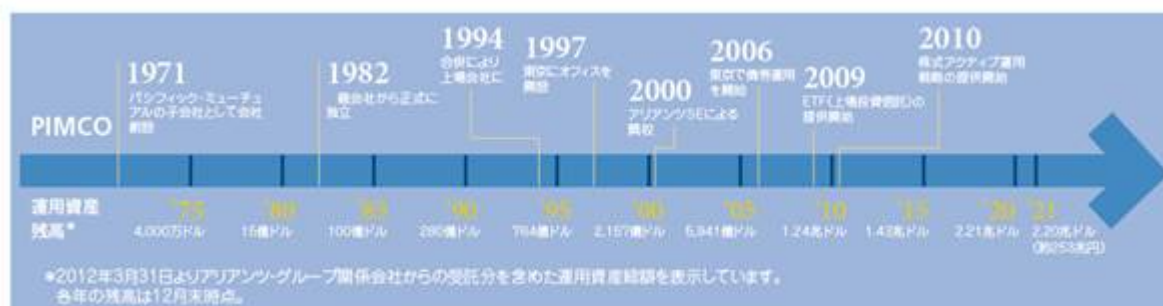 1971
パシフィック・ミューチュ
アルの子会社として会社
創設
1982
親会社から正式に
独立
1994
合併により
上場会社に
1997
東京にオフィスを
開設
2000
アリアンツSEによる
買収
2006
東京で債券運用
を開始
2009
ETF(上場投資信託)の
提供開始
2010
株式アクティブ運用
戦略の提供開始
PIMCO
運用資産
残高*
'75 '80 '85 '90 '95 '00 '05 '10 '15 '20 '21
4,000万ドル 15億ドル 100億ドル 280億ドル 764億ドル 2,157億ドル 5,941億ドル 1.24兆ドル 1.43兆ドル 2.21兆ドル 2.20兆ドル
(約253兆円)
*2012年3月31日よりアリアンツ・グループ関係会社からの受託分を含めた運用資産総額を表示しています。
各年の残高は12月末時点。